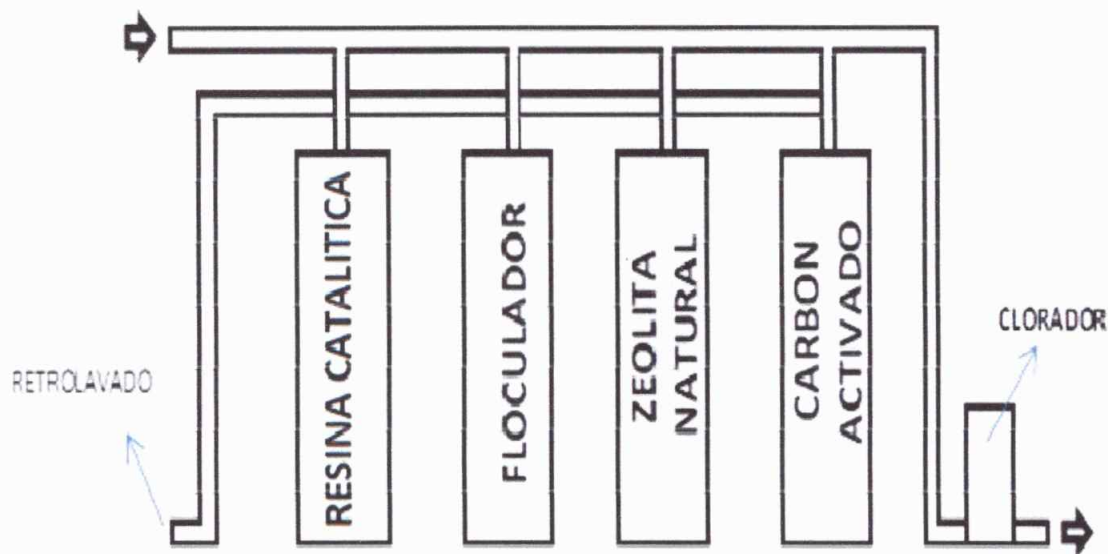 RESINA CATALITICA
FLOCULADOR
ZEOLITA
NATURAL
CARBON
ACTIVADO
CLORADOR
RETROLAVADO